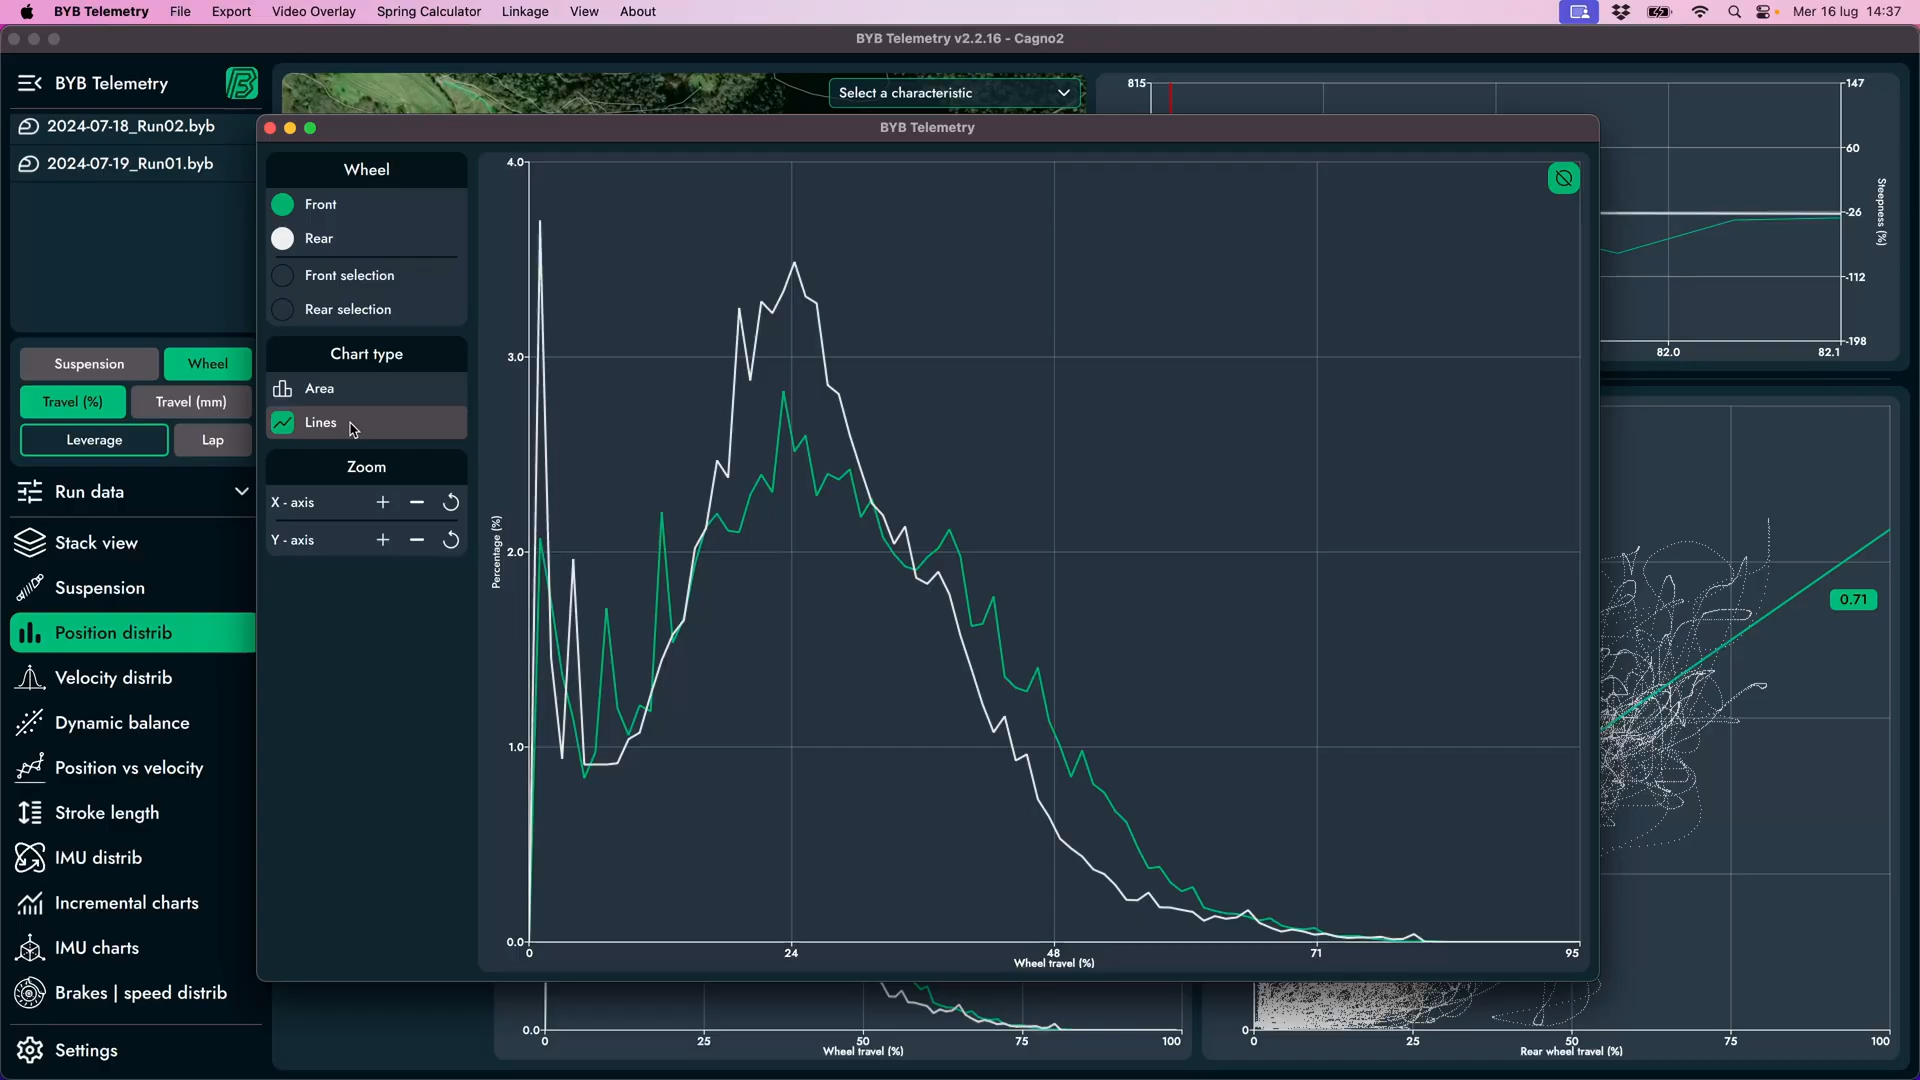 BYB Telemetry File Export Video Overlay Spring Calculator Linkage View About Mer 16 lug 14:37
BYB Telemetry v2.2.16 - Cagno2
BYB Telemetry
2024-07-18_Run02.byb
2024-07-19_Run01.byb
Suspension Wheel
Travel (%) Travel (mm)
Leverage Lap
Run data
Stack view
Suspension
Position distrib
Velocity distrib
Dynamic balance
Position vs velocity
Stroke length
IMU distrib
Incremental charts
IMU charts
Brakes | speed distrib
Settings
Select a characteristic
815
147
60
-26
-112
-198
Steepness (%)
82.0 82.1
BYB Telemetry
Wheel
Front
Rear
Front selection
Rear selection
Chart type
Area
Lines
Zoom
X - axis
Y - axis
4.0
3.0
2.0
1.0
0.0
Percentage (%)
0 24 48 71 95
Wheel travel (%)
0.71
0.0
0 25 50 75 100
Wheel travel (%)
0
0 25 50 75 100
Rear wheel travel (%)